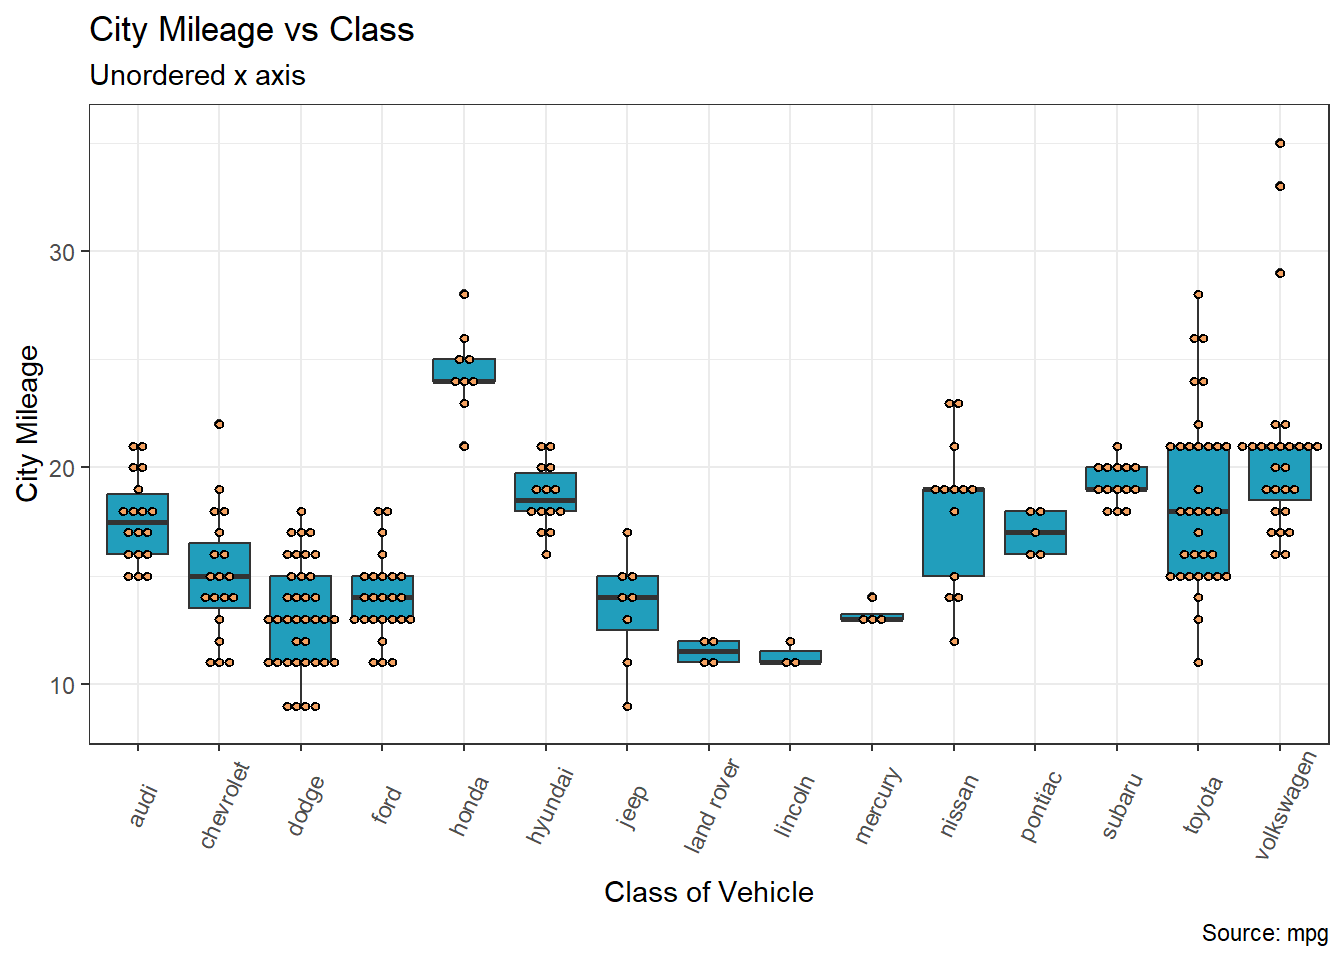 City Mileage vs Class
Unordered x axis
City Mileage
30
20
10
audi
chevrolet
dodge
ford
honda
hyundai
jeep
land rover
lincoln
mercury
nissan
pontiac
subaru
toyota
volkswagen
Class of Vehicle
Source: mpg